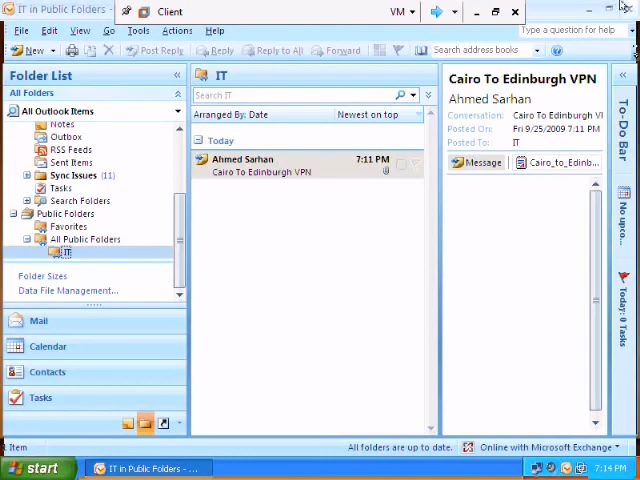 IT in Public Folders -
Client
VM
File Edit View Go Tools Actions Help
Type a question for help
New Post Reply Reply Reply to All Forward Search address books
Folder List
All Folders
All Outlook Items
Notes
Outbox
RSS Feeds
Sent Items
Sync Issues (11)
Tasks
Search Folders
Public Folders
Favorites
All Public Folders
IT
Folder Sizes
Data File Management...
Mail
Calendar
Contacts
Tasks
IT
Search IT
Arranged By: Date Newest on top
Today
Ahmed Sarhan 7:11 PM
Cairo To Edinburgh VPN
Cairo To Edinburgh VPN
Ahmed Sarhan
Conversation: Cairo To Edinburgh VI
Posted On: Fri 9/25/2009 7:11 PM
Posted To: IT
Message Cairo_to_Edinb...
To-Do Bar
No upco...
Today: 0 Tasks
1 Item All folders are up to date. Online with Microsoft Exchange
start IT in Public Folders - ... 7:14 PM